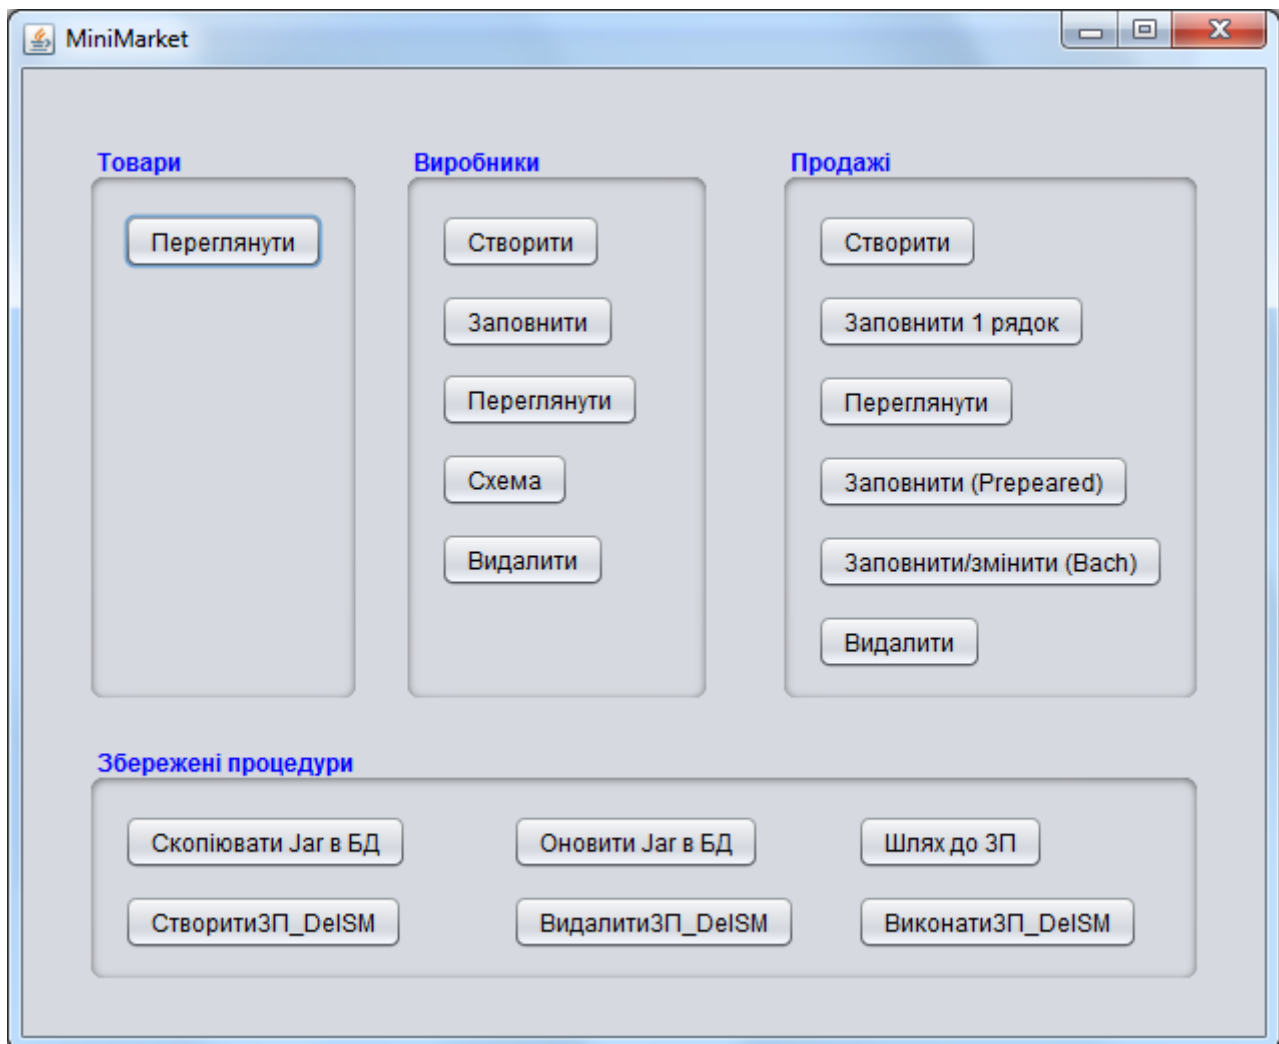 MiniMarket
Товари
Переглянути
Виробники
Створити
Заповнити
Переглянути
Схема
Видалити
Продажі
Створити
Заповнити 1 рядок
Переглянути
Заповнити (Prepeared)
Заповнити/змінити (Bach)
Видалити
Збережені процедури
Скопіювати Jar в БД
Оновити Jar в БД
Шлях до ЗП
СтворитиЗП_DelSM
ВидалитиЗП_DelSM
ВиконатиЗП_DelSM